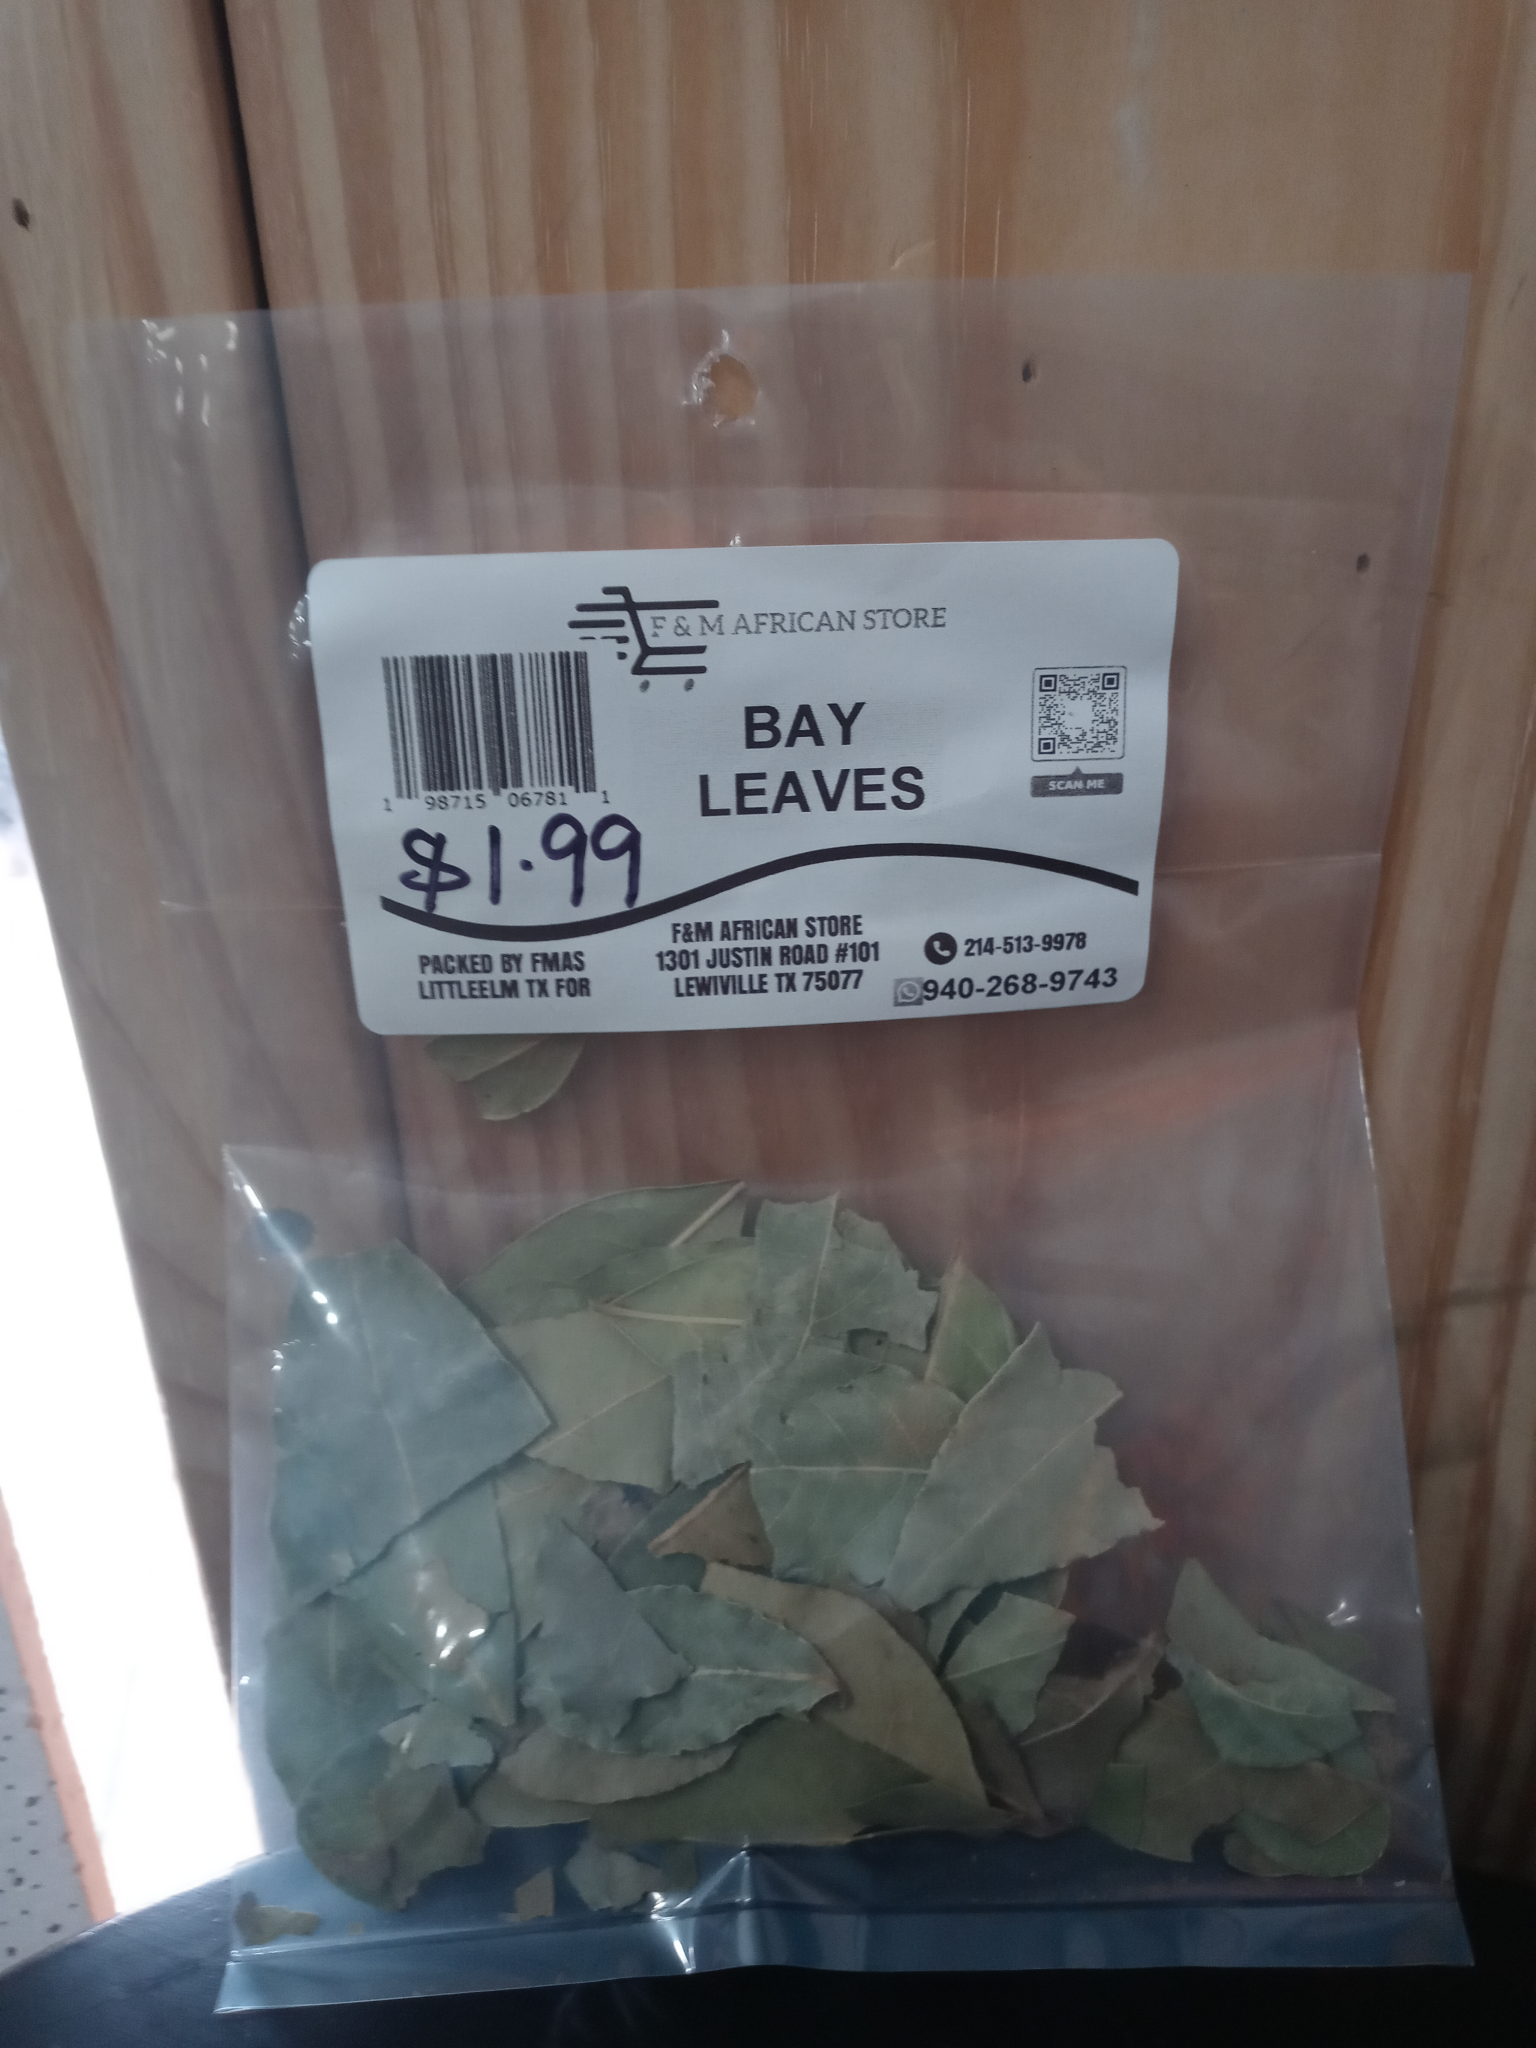 F & M AFRICAN STORE
BAY
LEAVES
1 98715 06781 1
SCAN ME
$1.99
PACKED BY FMAS
LITTLEELM TX FOR
F&M AFRICAN STORE
1301 JUSTIN ROAD #101
LEWIVILLE TX 75077
214-513-9978
940-268-9743